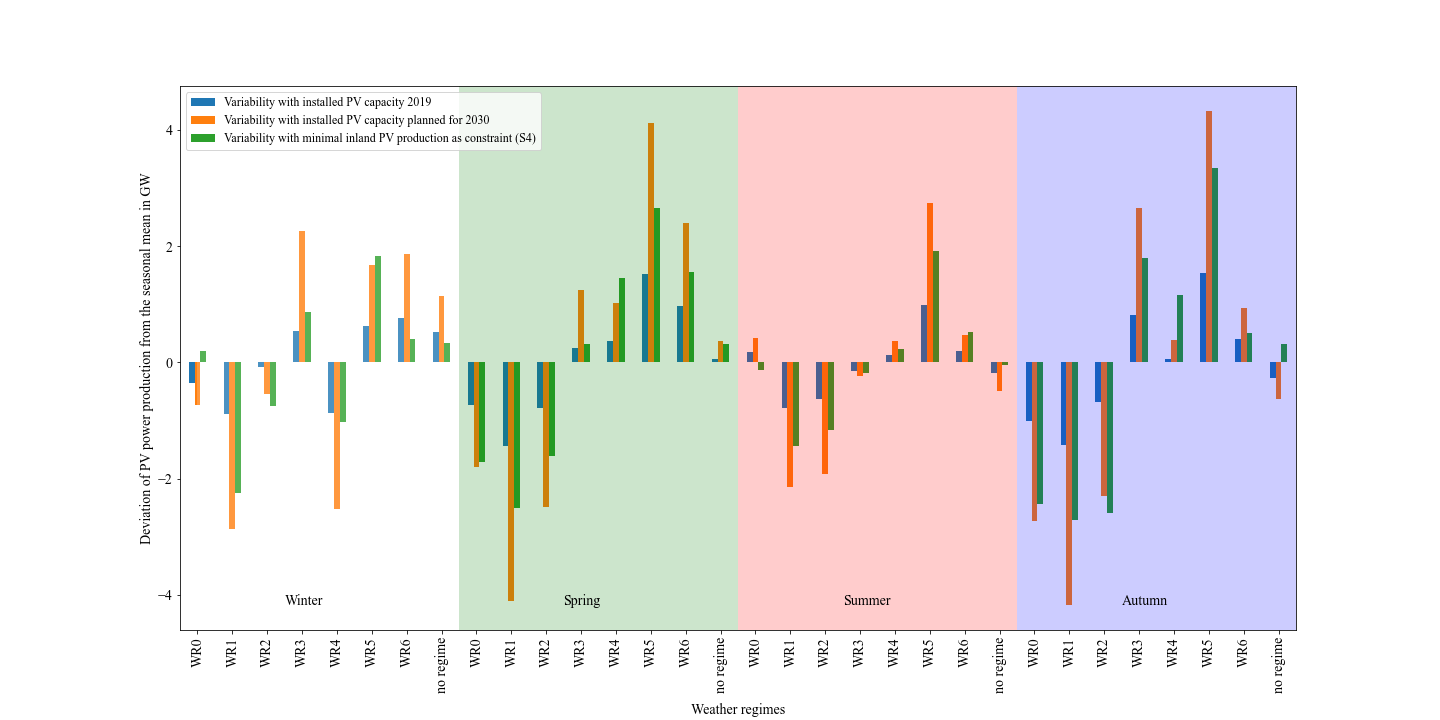 Variability with installed PV capacity 2019
Variability with installed PV capacity planned for 2030
Variability with minimal inland PV production as constraint (S4)
Deviation of PV power production from the seasonal mean in GW
4
2
0
−2
−4
Winter Spring Summer Autumn
WR0 WR1 WR2 WR3 WR4 WR5 WR6 no regime WR0 WR1 WR2 WR3 WR4 WR5 WR6 no regime WR0 WR1 WR2 WR3 WR4 WR5 WR6 no regime WR0 WR1 WR2 WR3 WR4 WR5 WR6 no regime
Weather regimes